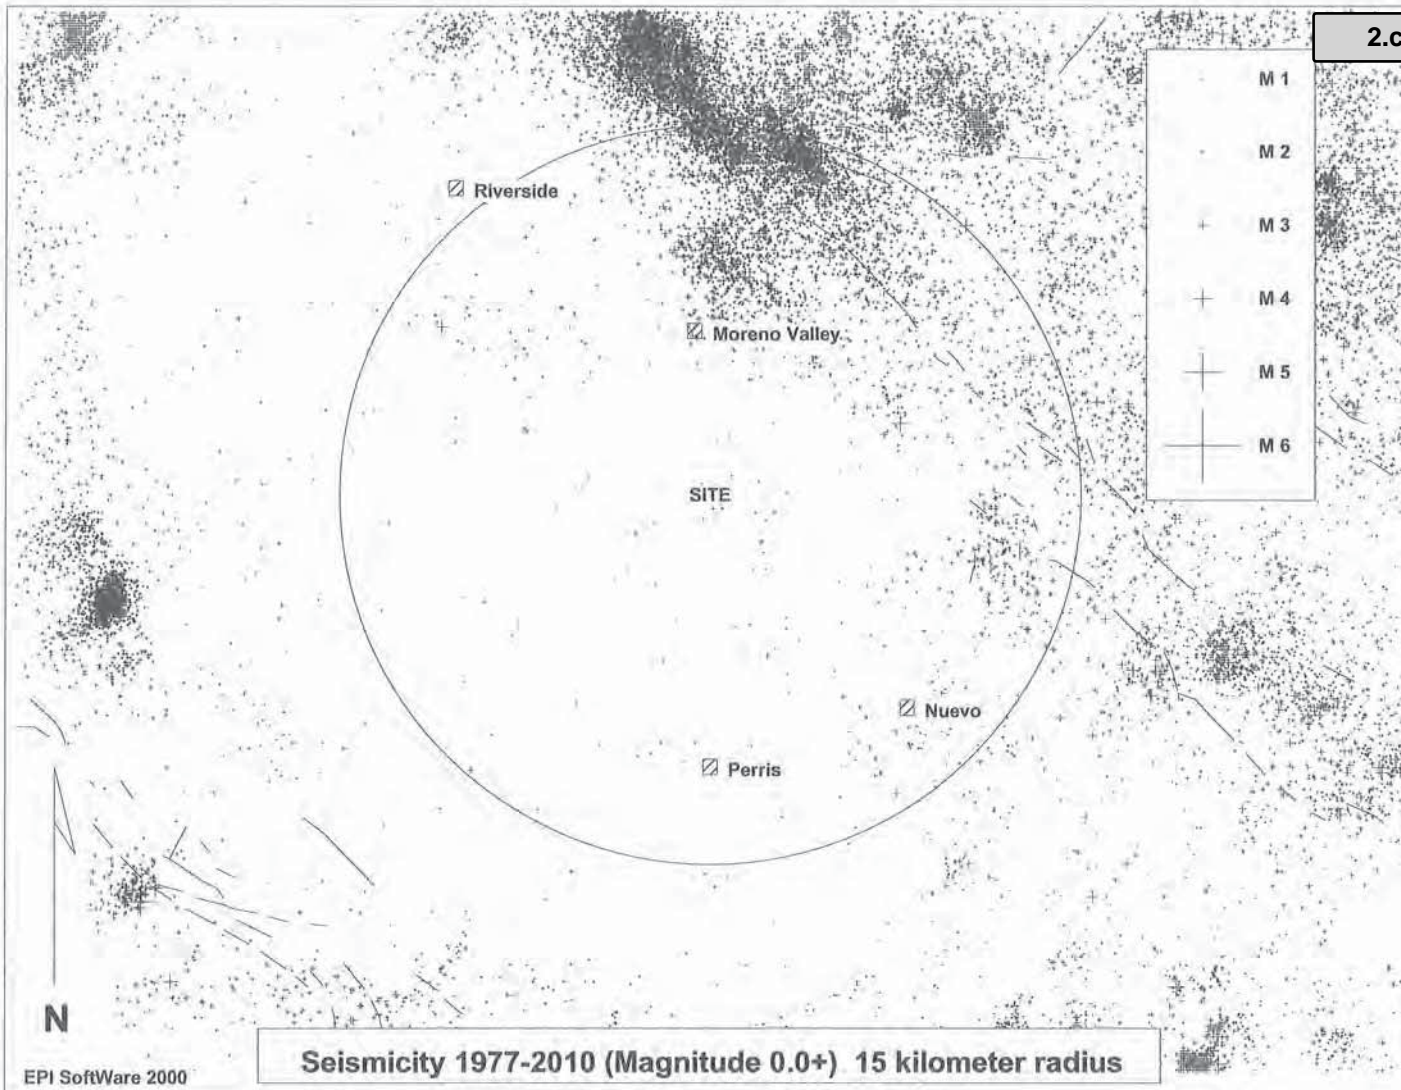 2.c
M 1
M 2
M 3
M 4
M 5
M 6
Riverside
Moreno Valley
SITE
Nuevo
Perris
N
Seismicity 1977-2010 (Magnitude 0.0+) 15 kilometer radius
EPI SoftWare 2000